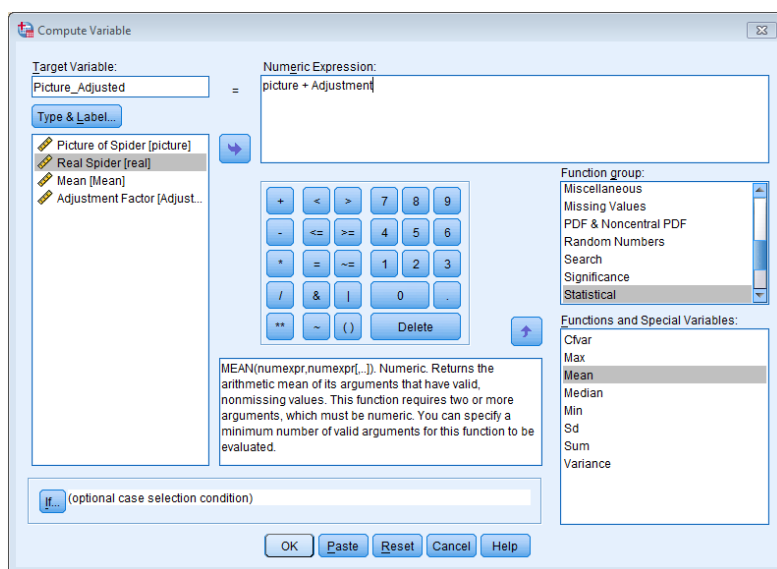 Compute Variable
Target Variable:
Picture_Adjusted
=
Numeric Expression:
picture + Adjustment
Type & Label...
Picture of Spider [picture]
Real Spider [real]
Mean [Mean]
Adjustment Factor [Adjust...
+ < > 7 8 9
- <= >= 4 5 6
* = ~= 1 2 3
/ & | 0 .
** ~ ( ) Delete
Function group:
Miscellaneous
Missing Values
PDF & Noncentral PDF
Random Numbers
Search
Significance
Statistical
Functions and Special Variables:
Cfvar
Max
Mean
Median
Min
Sd
Sum
Variance
MEAN(numexpr,numexpr[,..]). Numeric. Returns the
arithmetic mean of its arguments that have valid,
nonmissing values. This function requires two or more
arguments, which must be numeric. You can specify a
minimum number of valid arguments for this function to be
evaluated.
If... (optional case selection condition)
OK Paste Reset Cancel Help